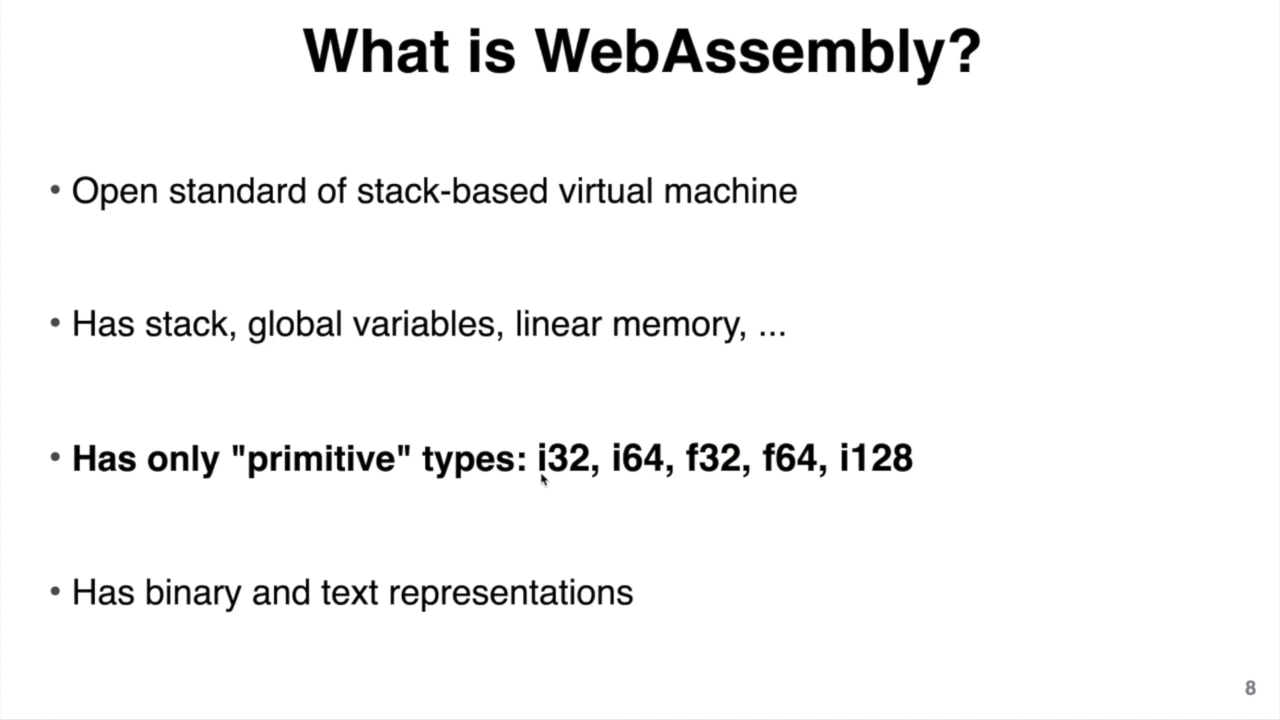 What is WebAssembly?
• Open standard of stack-based virtual machine
• Has stack, global variables, linear memory, ...
• Has only "primitive" types: i32, i64, f32, f64, i128
• Has binary and text representations
8